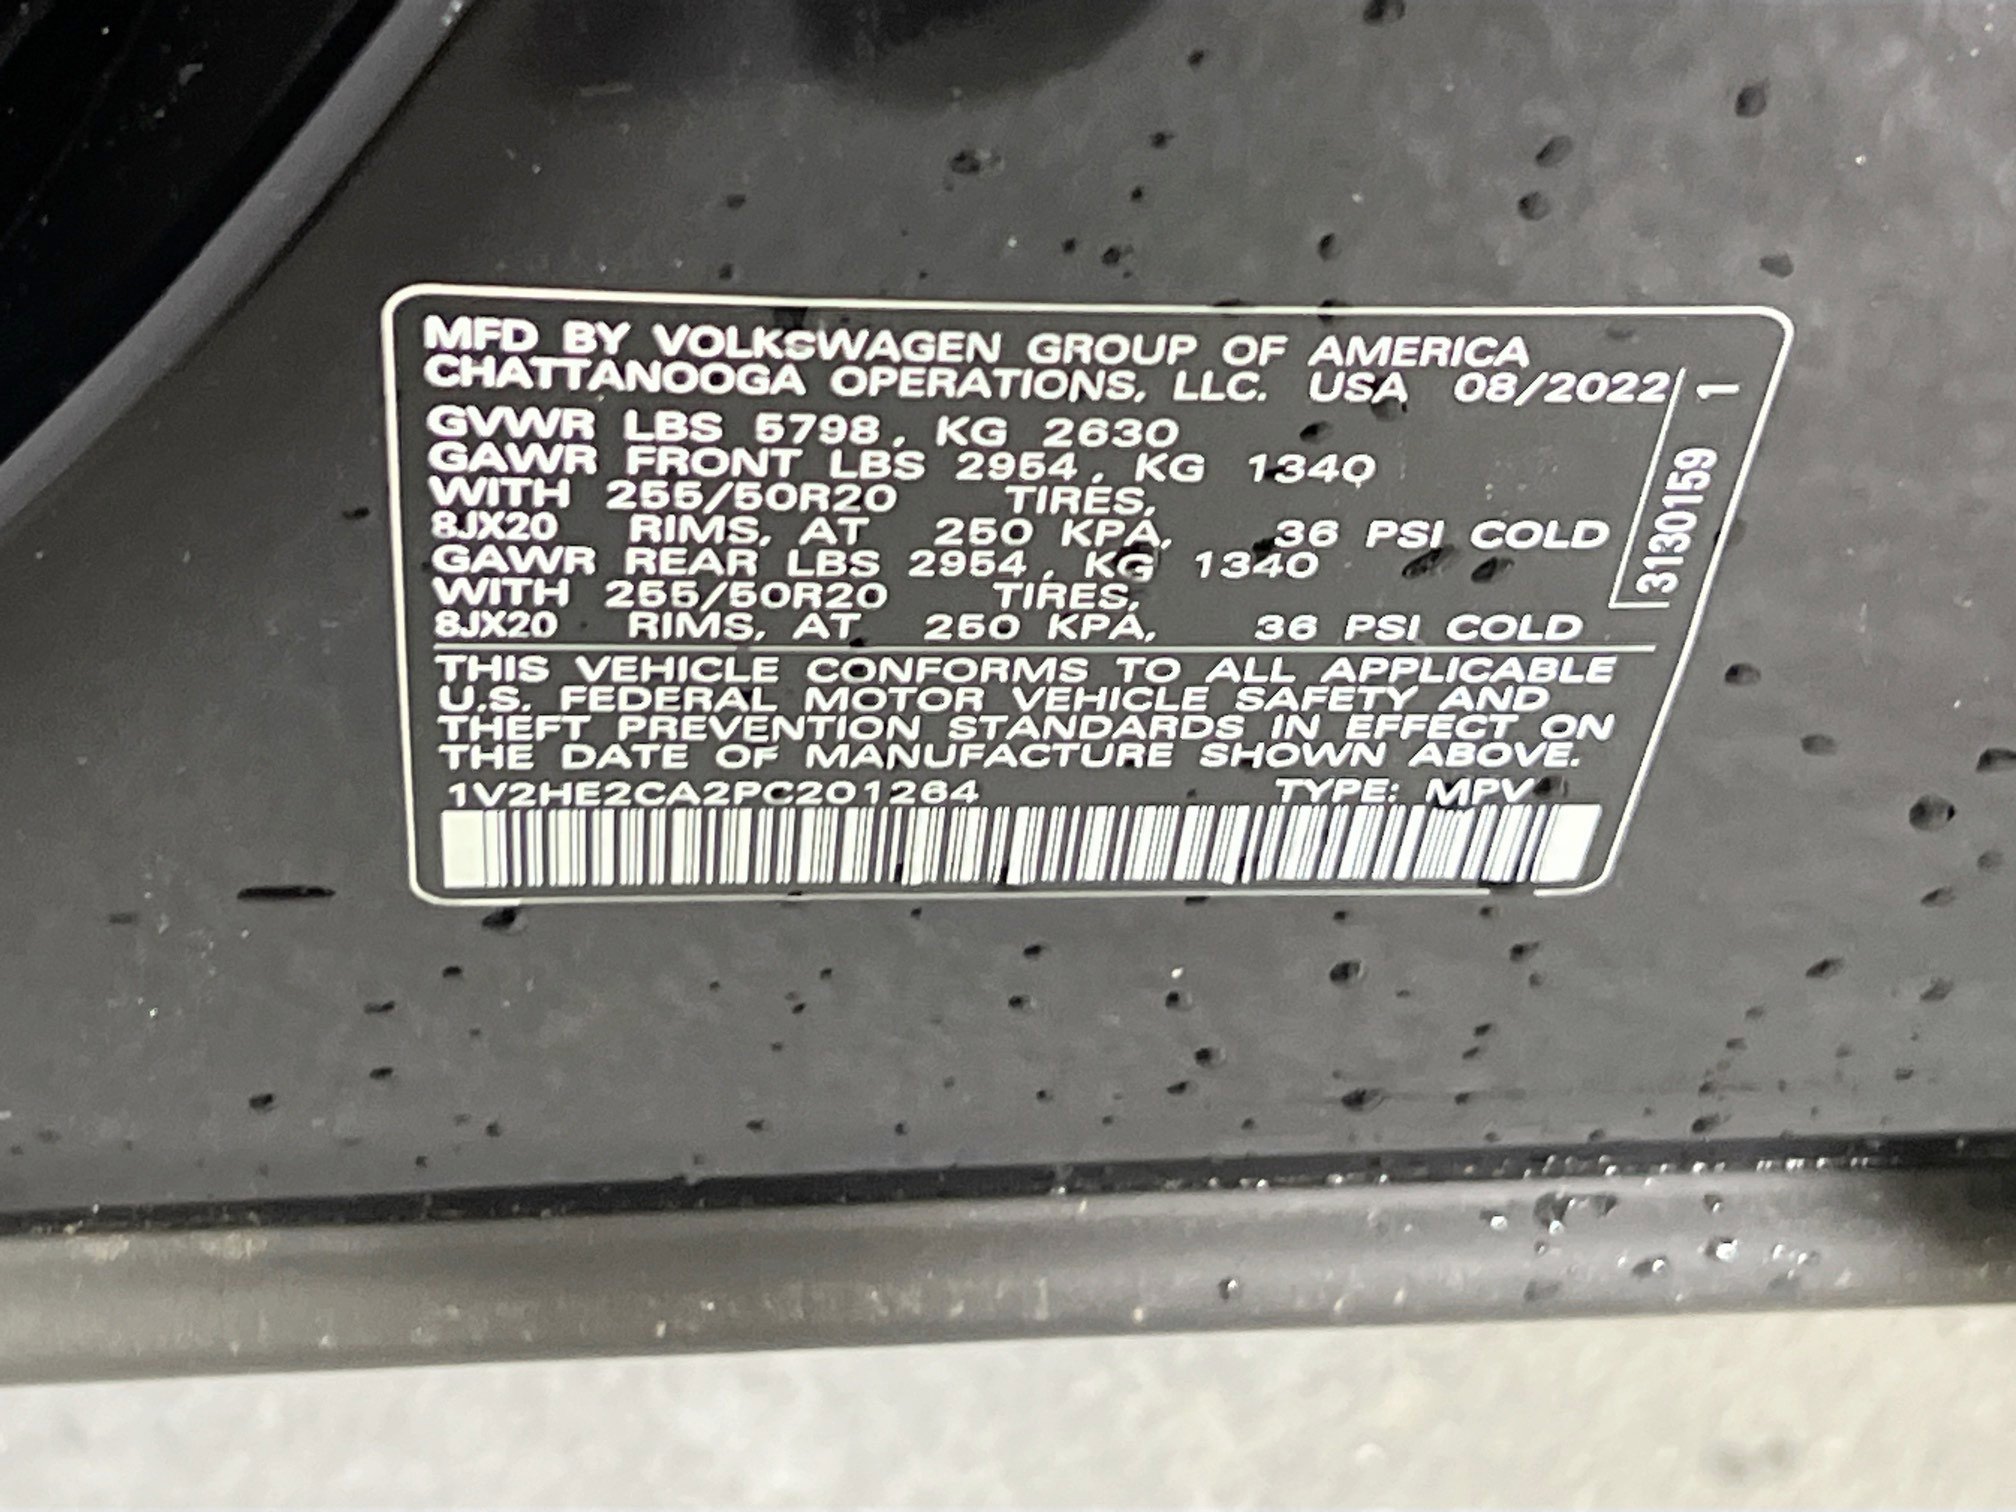 MFD BY VOLKSWAGEN GROUP OF AMERICA
CHATTANOOGA OPERATIONS, LLC. USA 08/2022
GVWR LBS 5798, KG 2630
GAWR FRONT LBS 2954, KG 1340
WITH 255/50R20 TIRES,
8JX20 RIMS, AT 250 KPA, 36 PSI COLD
GAWR REAR LBS 2954, KG 1340
WITH 255/50R20 TIRES,
8JX20 RIMS, AT 250 KPA, 36 PSI COLD
THIS VEHICLE CONFORMS TO ALL APPLICABLE
U.S. FEDERAL MOTOR VEHICLE SAFETY AND
THEFT PREVENTION STANDARDS IN EFFECT ON
THE DATE OF MANUFACTURE SHOWN ABOVE.
1V2HE2CA2PC201264 TYPE: MPV
3130159 1